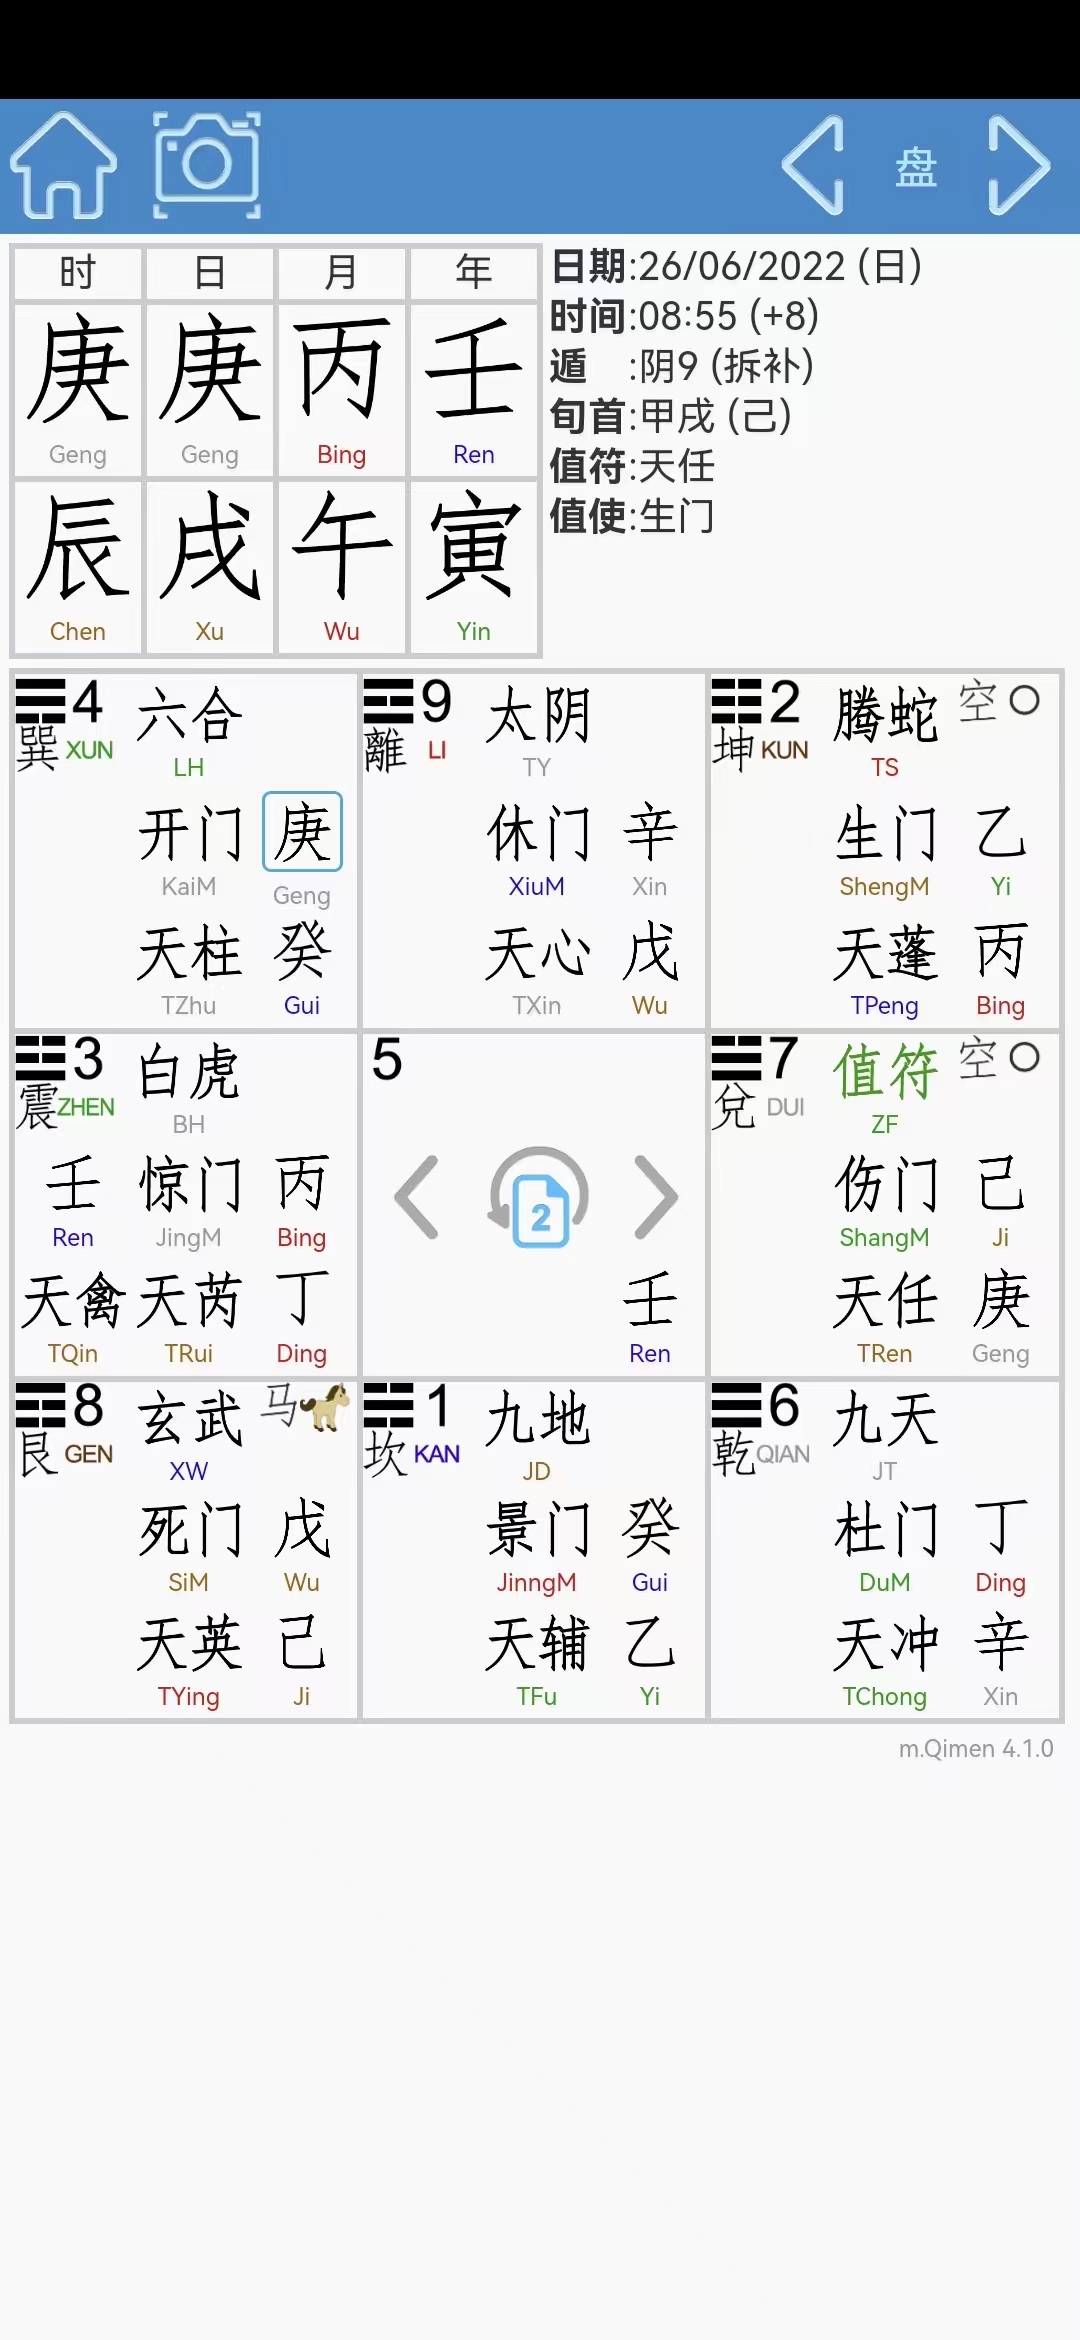 盘
时 日 月 年
庚 庚 丙 壬
Geng Geng Bing Ren
辰 戌 午 寅
Chen Xu Wu Yin
日期:26/06/2022 (日)
时间:08:55 (+8)
遁 :阴9 (拆补)
旬首:甲戌 (己)
值符:天任
值使:生门
4 六合
巽 XUN LH
开门 庚
KaiM Geng
天柱 癸
TZhu Gui
9 太阴
離 LI TY
休门 辛
XiuM Xin
天心 戊
TXin Wu
2 腾蛇 空
坤 KUN TS
生门 乙
ShengM Yi
天蓬 丙
TPeng Bing
3 白虎
震 ZHEN BH
壬 惊门 丙
Ren JingM Bing
天禽 天芮 丁
TQin TRui Ding
5
2
壬
Ren
7 值符 空
兌 DUI ZF
伤门 己
ShangM Ji
天任 庚
TRen Geng
8 玄武 马
艮 GEN XW
死门 戊
SiM Wu
天英 己
TYing Ji
1 九地
坎 KAN JD
景门 癸
JinngM Gui
天辅 乙
TFu Yi
6 九天
乾 QIAN JT
杜门 丁
DuM Ding
天冲 辛
TChong Xin
m.Qimen 4.1.0